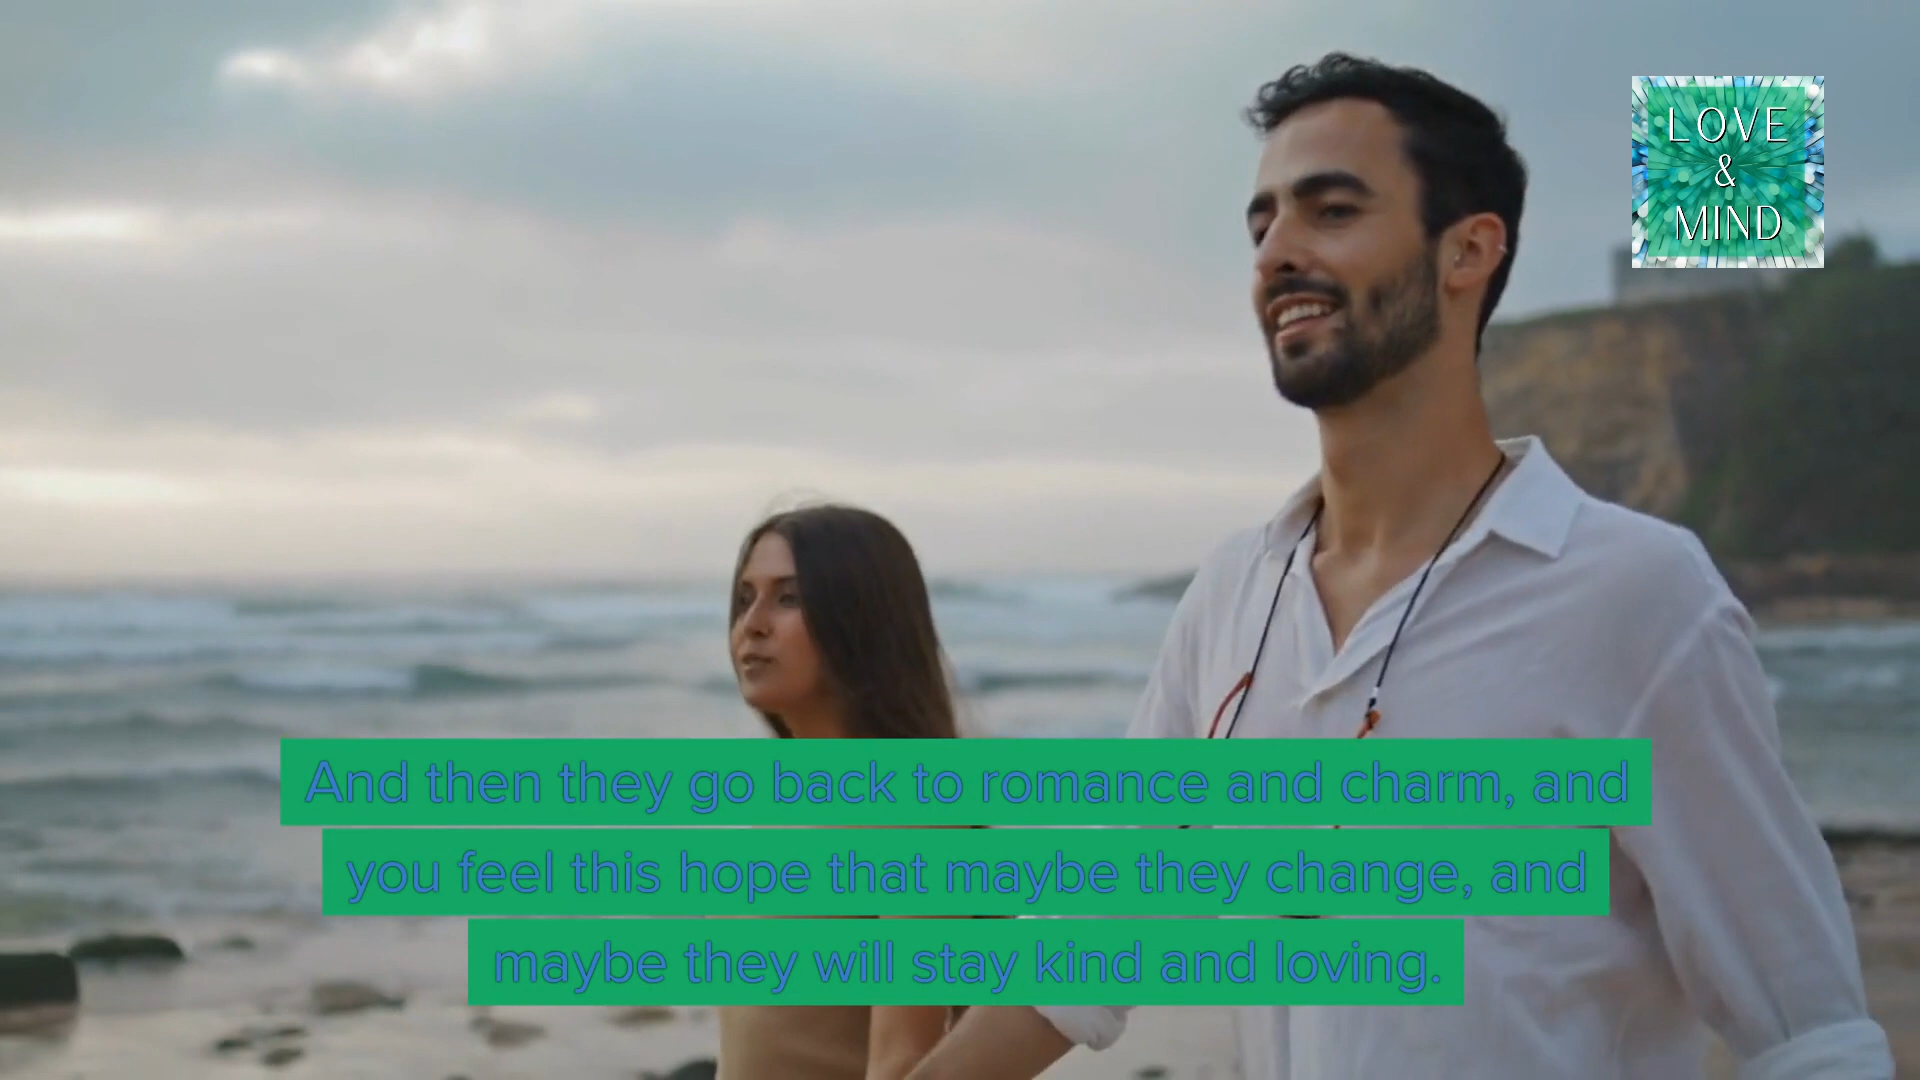 LOVE
&
MIND
And then they go back to romance and charm, and
you feel this hope that maybe they change, and
maybe they will stay kind and loving.